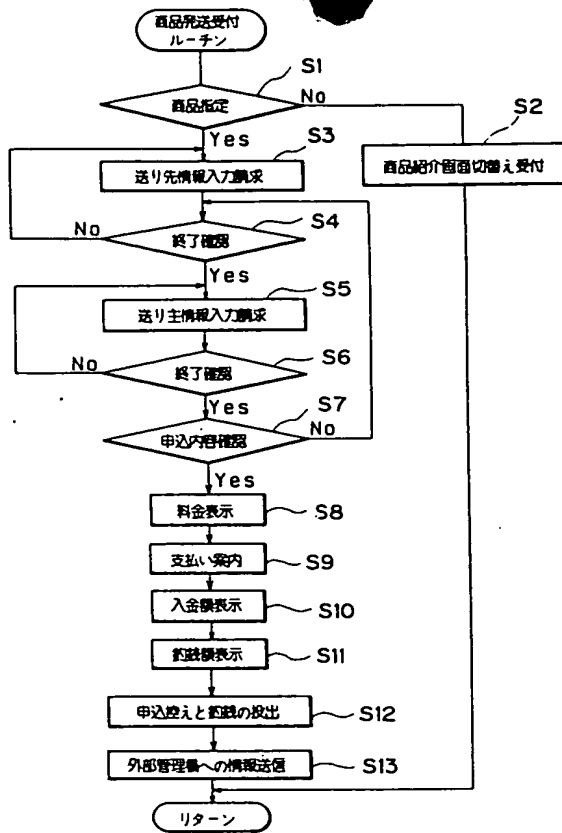 商品発送受付
ルーチン
S1
商品指定
No
Yes
S2
商品紹介画面切替え受付
S3
送り先情報入力請求
S4
終了確認
No
Yes
S5
送り主情報入力請求
S6
終了確認
No
Yes
S7
申込内容確認
No
Yes
料金表示
S8
支払い案内
S9
入金額表示
S10
釣銭額表示
S11
申込控えと釣銭の投出
S12
外部管理機への情報送信
S13
リターン